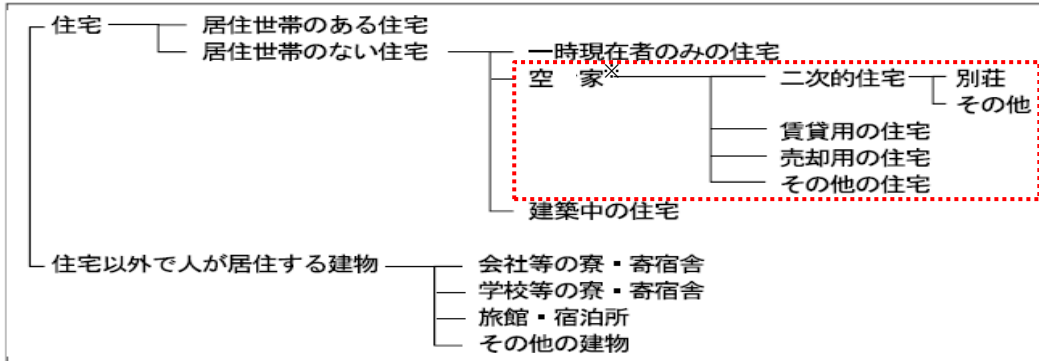 住宅 居住世帯のある住宅
居住世帯のない住宅 一時現在者のみの住宅
空 家※ 二次的住宅 別荘
その他
賃貸用の住宅
売却用の住宅
その他の住宅
建築中の住宅
住宅以外で人が居住する建物 会社等の寮・寄宿舎
学校等の寮・寄宿舎
旅館・宿泊所
その他の建物